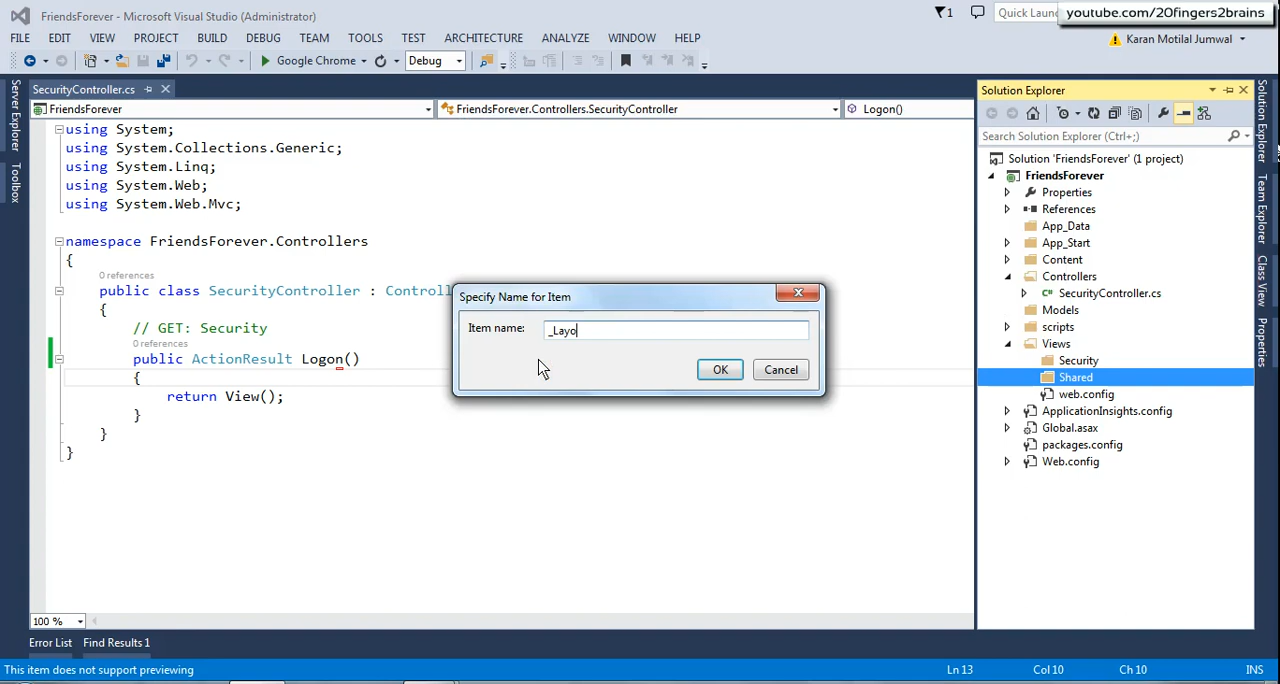 FriendsForever - Microsoft Visual Studio (Administrator)
1
Quick Laun
youtube.com/20fingers2brains
FILE EDIT VIEW PROJECT BUILD DEBUG TEAM TOOLS TEST ARCHITECTURE ANALYZE WINDOW HELP
Karan Motilal Jumwal
Google Chrome
Debug
Server Explorer
Toolbox
SecurityController.cs
FriendsForever
FriendsForever.Controllers.SecurityController
Logon()
using System;
using System.Collections.Generic;
using System.Linq;
using System.Web;
using System.Web.Mvc;
namespace FriendsForever.Controllers
{
0 references
public class SecurityController : Controll
{
// GET: Security
0 references
public ActionResult Logon()
{
return View();
}
}
}
Specify Name for Item
Item name: _Layo
OK Cancel
Solution Explorer
Search Solution Explorer (Ctrl+;)
Solution 'FriendsForever' (1 project)
FriendsForever
Properties
References
App_Data
App_Start
Content
Controllers
SecurityController.cs
Models
scripts
Views
Security
Shared
web.config
ApplicationInsights.config
Global.asax
packages.config
Web.config
Solution Explorer
Team Explorer
Class View
Properties
100 %
Error List Find Results 1
This item does not support previewing
Ln 13 Col 10 Ch 10 INS